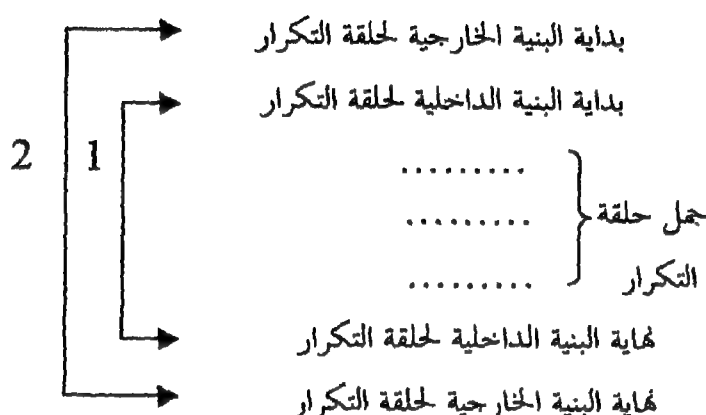 بداية البنية الخارجية لحلقة التكرار
بداية البنية الداخلية لحلقة التكرار
2 1
.........
جمل حلقة
.........
التكرار
.........
نهاية البنية الداخلية لحلقة التكرار
نهاية البنية الخارجية لحلقة التكرار